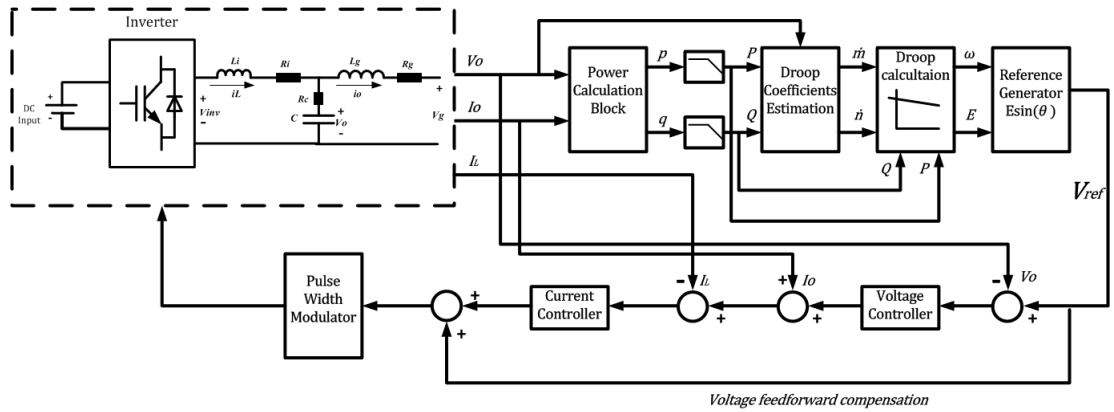 Inverter
DC
Input
+
-
Li
iL
Ri
Lg
io
Rg
+
Vinv
-
Rc
C
+
Vo
-
+
Vg
-
Vo
Io
IL
Power
Calculation
Block
p
q
P
Q
Droop
Coefficients
Estimation
ṁ
ṅ
Droop
calcultaion
Q
P
ω
E
Reference
Generator
Esin(θ )
Vref
Pulse
Width
Modulator
+
+
Current
Controller
-
IL
+
+
Io
+
Voltage
Controller
-
Vo
+
Voltage feedforward compensation